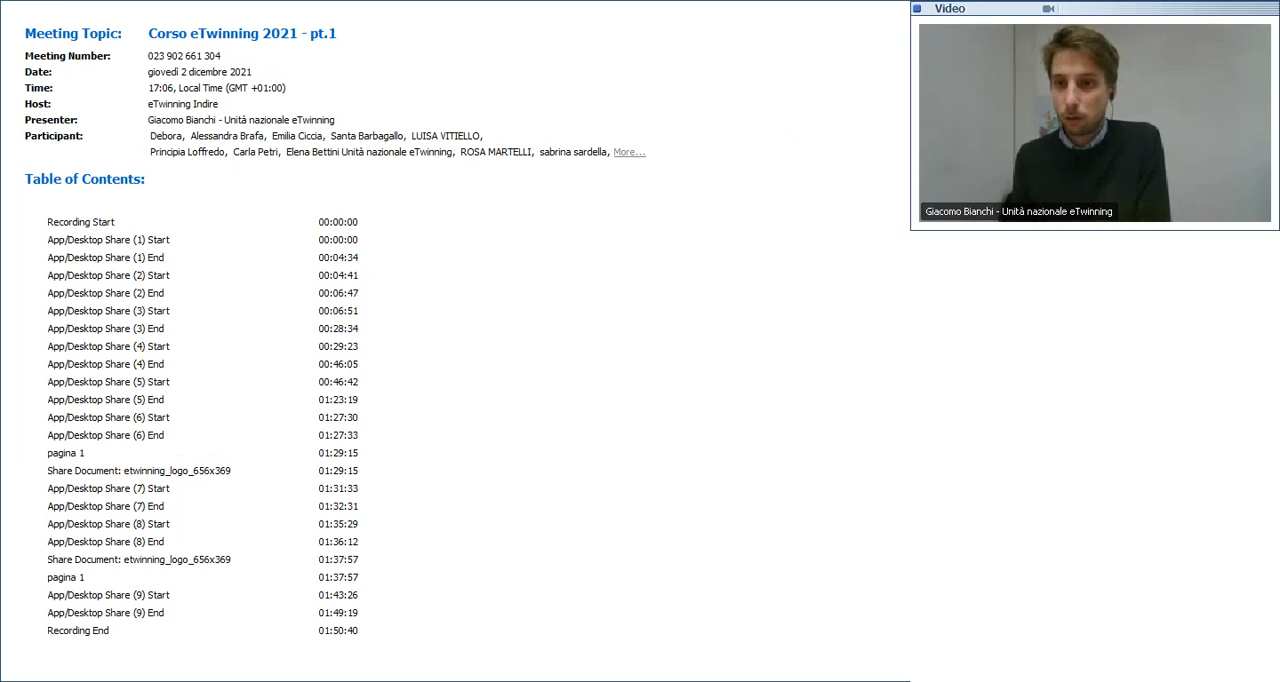 Meeting Topic: Corso eTwinning 2021 - pt.1
Meeting Number: 023 902 661 304
Date: giovedì 2 dicembre 2021
Time: 17:06, Local Time (GMT +01:00)
Host: eTwinning Indire
Presenter: Giacomo Bianchi - Unità nazionale eTwinning
Participant: Debora, Alessandra Brafa, Emilia Ciccia, Santa Barbagallo, LUISA VITIELLO,
Principia Loffredo, Carla Petri, Elena Bettini Unità nazionale eTwinning, ROSA MARTELLI, sabrina sardella, More...
Table of Contents:
Recording Start 00:00:00
App/Desktop Share (1) Start 00:00:00
App/Desktop Share (1) End 00:04:34
App/Desktop Share (2) Start 00:04:41
App/Desktop Share (2) End 00:06:47
App/Desktop Share (3) Start 00:06:51
App/Desktop Share (3) End 00:28:34
App/Desktop Share (4) Start 00:29:23
App/Desktop Share (4) End 00:46:05
App/Desktop Share (5) Start 00:46:42
App/Desktop Share (5) End 01:23:19
App/Desktop Share (6) Start 01:27:30
App/Desktop Share (6) End 01:27:33
pagina 1 01:29:15
Share Document: etwinning_logo_656x369 01:29:15
App/Desktop Share (7) Start 01:31:33
App/Desktop Share (7) End 01:32:31
App/Desktop Share (8) Start 01:35:29
App/Desktop Share (8) End 01:36:12
Share Document: etwinning_logo_656x369 01:37:57
pagina 1 01:37:57
App/Desktop Share (9) Start 01:43:26
App/Desktop Share (9) End 01:49:19
Recording End 01:50:40
Video
Giacomo Bianchi - Unità nazionale eTwinning